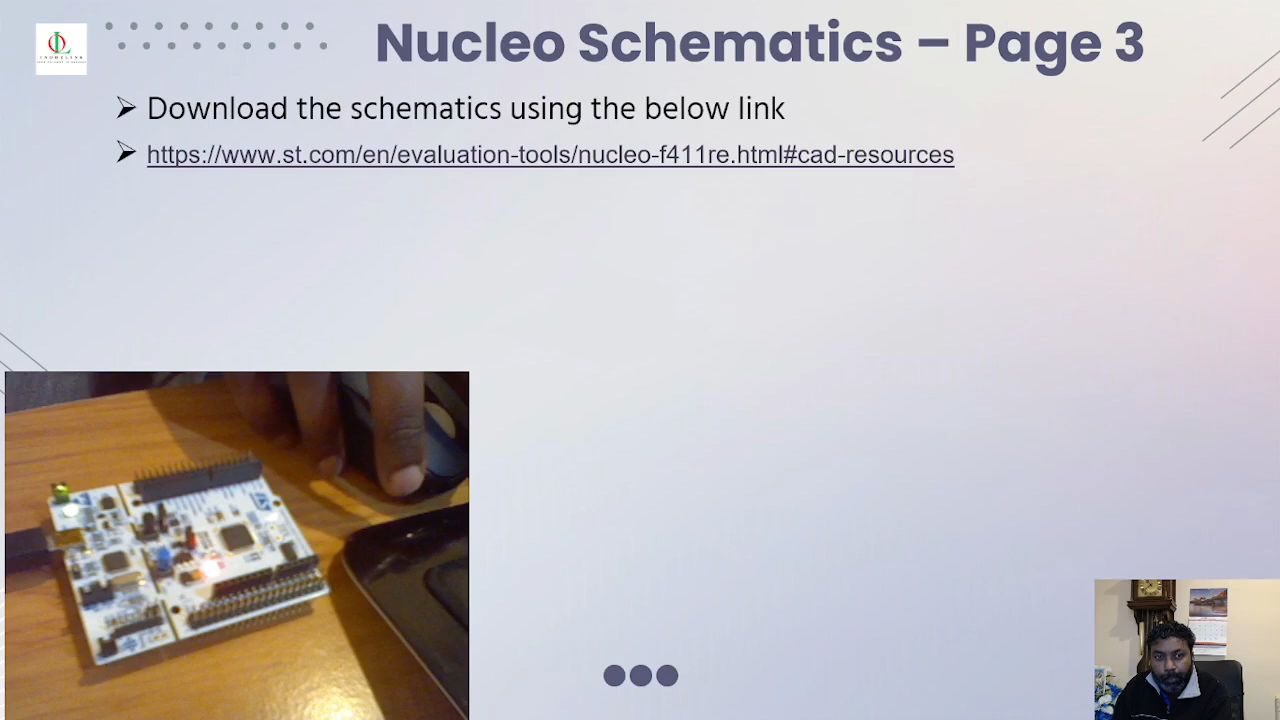 Nucleo Schematics – Page 3
Download the schematics using the below link
https://www.st.com/en/evaluation-tools/nucleo-f411re.html#cad-resources